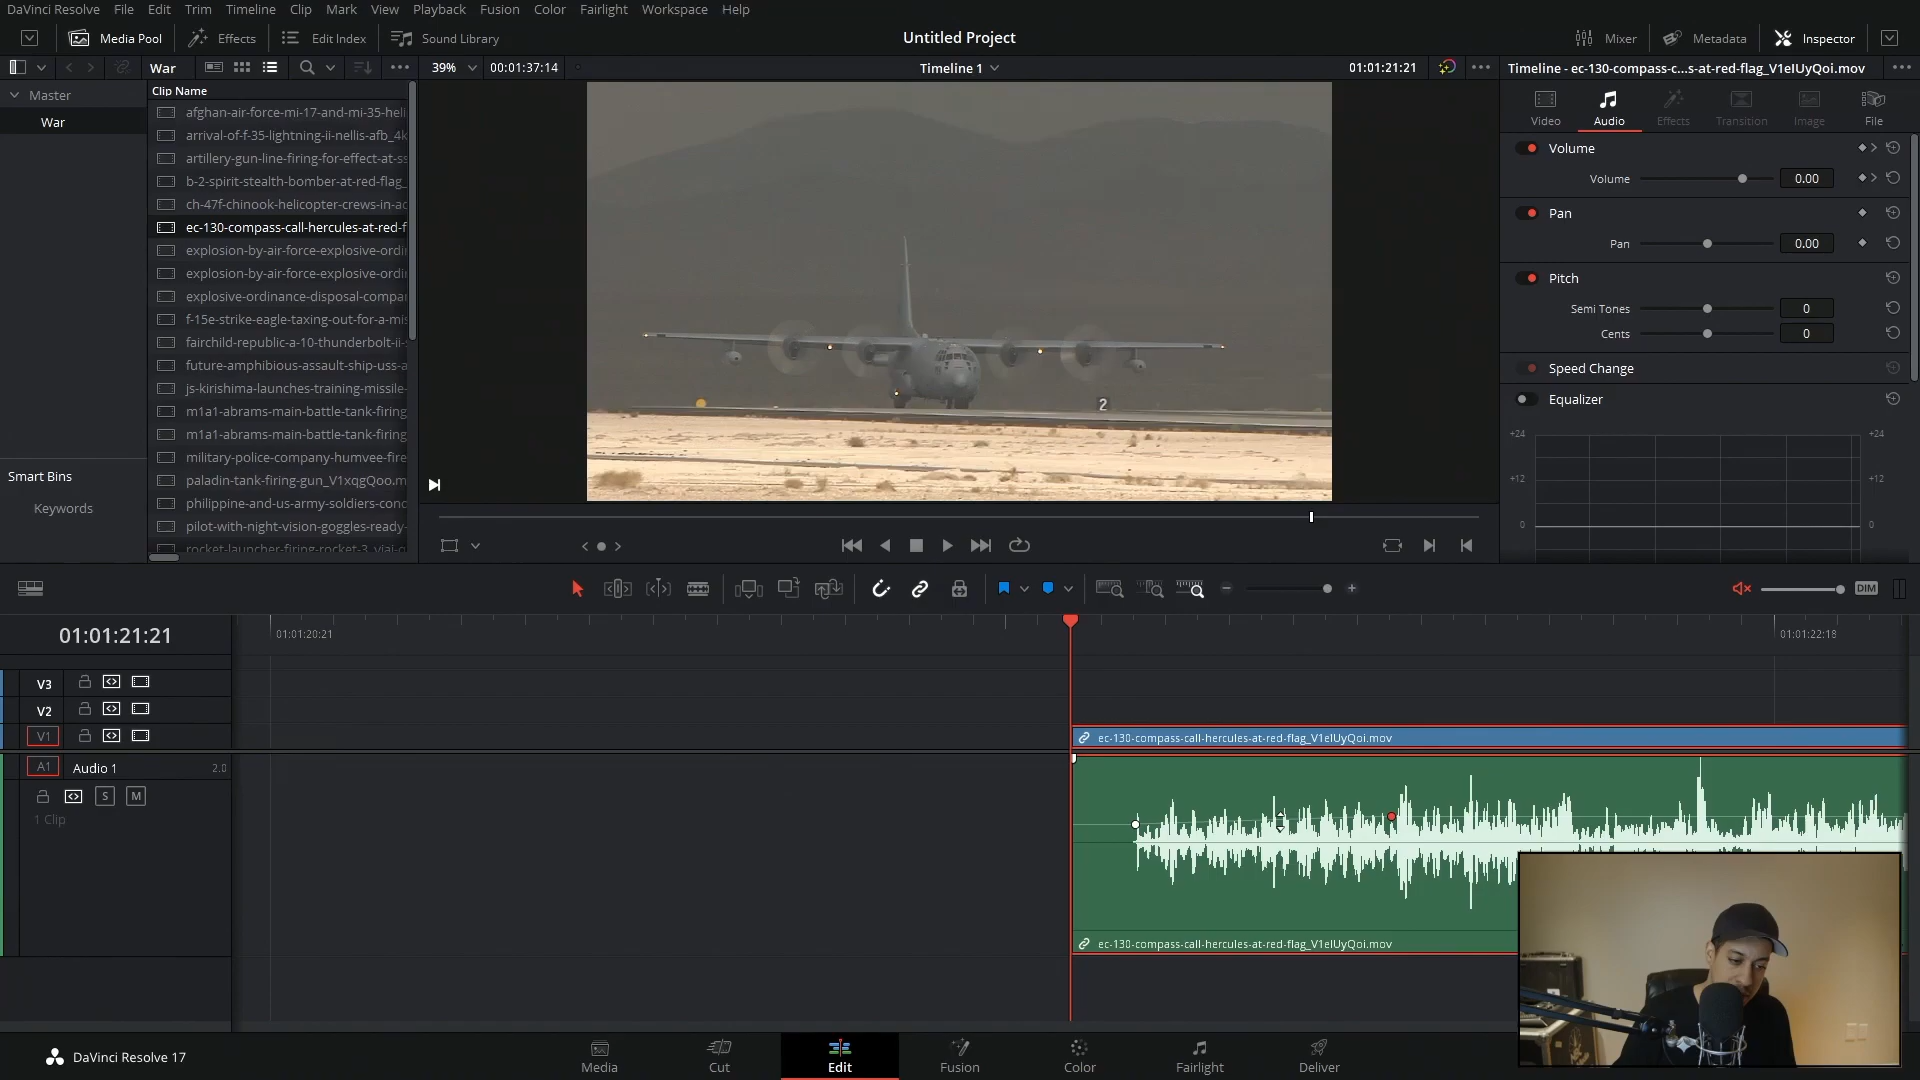 DaVinci Resolve File Edit Trim Timeline Clip Mark View Playback Fusion Color Fairlight Workspace Help
Media Pool Effects Edit Index Sound Library Untitled Project Mixer Metadata Inspector
War 39% 00:01:37:14 Timeline 1 01:01:21:21 Timeline - ec-130-compass-c...s-at-red-flag_V1eIUyQoi.mov
Master
War
Clip Name
afghan-air-force-mi-17-and-mi-35-heli
arrival-of-f-35-lightning-ii-nellis-afb_4k
artillery-gun-line-firing-for-effect-at-ss
b-2-spirit-stealth-bomber-at-red-flag_
ch-47f-chinook-helicopter-crews-in-ac
ec-130-compass-call-hercules-at-red-f
explosion-by-air-force-explosive-ordi
explosion-by-air-force-explosive-ordi
explosive-ordinance-disposal-compa
f-15e-strike-eagle-taxing-out-for-a-mis
fairchild-republic-a-10-thunderbolt-ii-
future-amphibious-assault-ship-uss-a
js-kirishima-launches-training-missile-
m1a1-abrams-main-battle-tank-firing
m1a1-abrams-main-battle-tank-firing
military-police-company-humvee-fire
paladin-tank-firing-gun_V1xqgQoo.m
philippine-and-us-army-soldiers-conc
pilot-with-night-vision-goggles-ready-
Smart Bins
Keywords
2
Video Audio Effects Transition Image File
Volume
Volume 0.00
Pan
Pan 0.00
Pitch
Semi Tones 0
Cents 0
Speed Change
Equalizer
+24 +24
+12 +12
0 0
DIM
01:01:21:21
01:01:20:21 01:01:22:18
V3
V2
V1
ec-130-compass-call-hercules-at-red-flag_V1eIUyQoi.mov
A1 Audio 1 2.0
S M
1 Clip
ec-130-compass-call-hercules-at-red-flag_V1eIUyQoi.mov
DaVinci Resolve 17
Media Cut Edit Fusion Color Fairlight Deliver